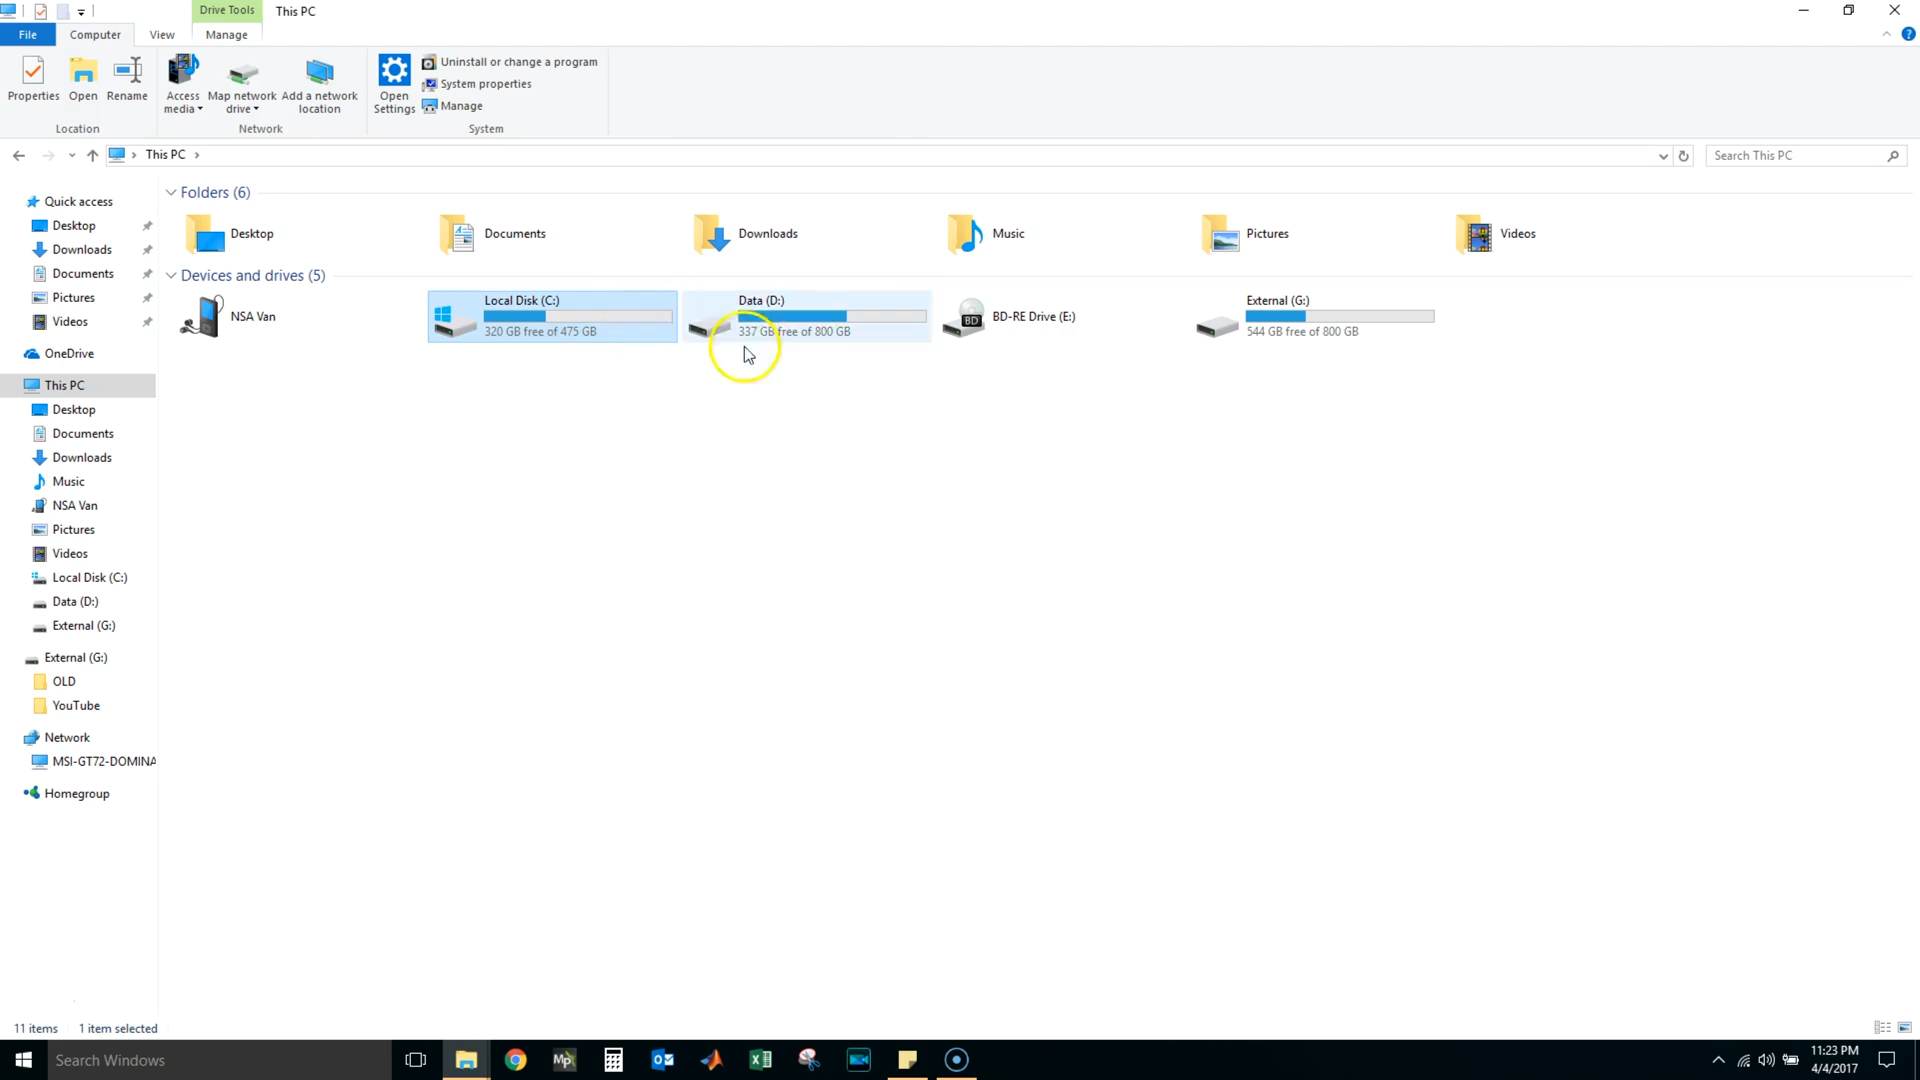 Drive Tools
This PC
File
Computer
View
Manage
Properties
Open
Rename
Access media
Map network drive
Add a network location
Open Settings
Uninstall or change a program
System properties
Manage
Location
Network
System
This PC
Search This PC
Quick access
Desktop
Downloads
Documents
Pictures
Videos
OneDrive
This PC
Desktop
Documents
Downloads
Music
NSA Van
Pictures
Videos
Local Disk (C:)
Data (D:)
External (G:)
External (G:)
OLD
YouTube
Network
MSI-GT72-DOMINA
Homegroup
Folders (6)
Desktop
Documents
Downloads
Music
Pictures
Videos
Devices and drives (5)
NSA Van
Local Disk (C:)
320 GB free of 475 GB
Data (D:)
337 GB free of 800 GB
BD
BD-RE Drive (E:)
External (G:)
544 GB free of 800 GB
11 items
1 item selected
Search Windows
Mp
11:23 PM
4/4/2017